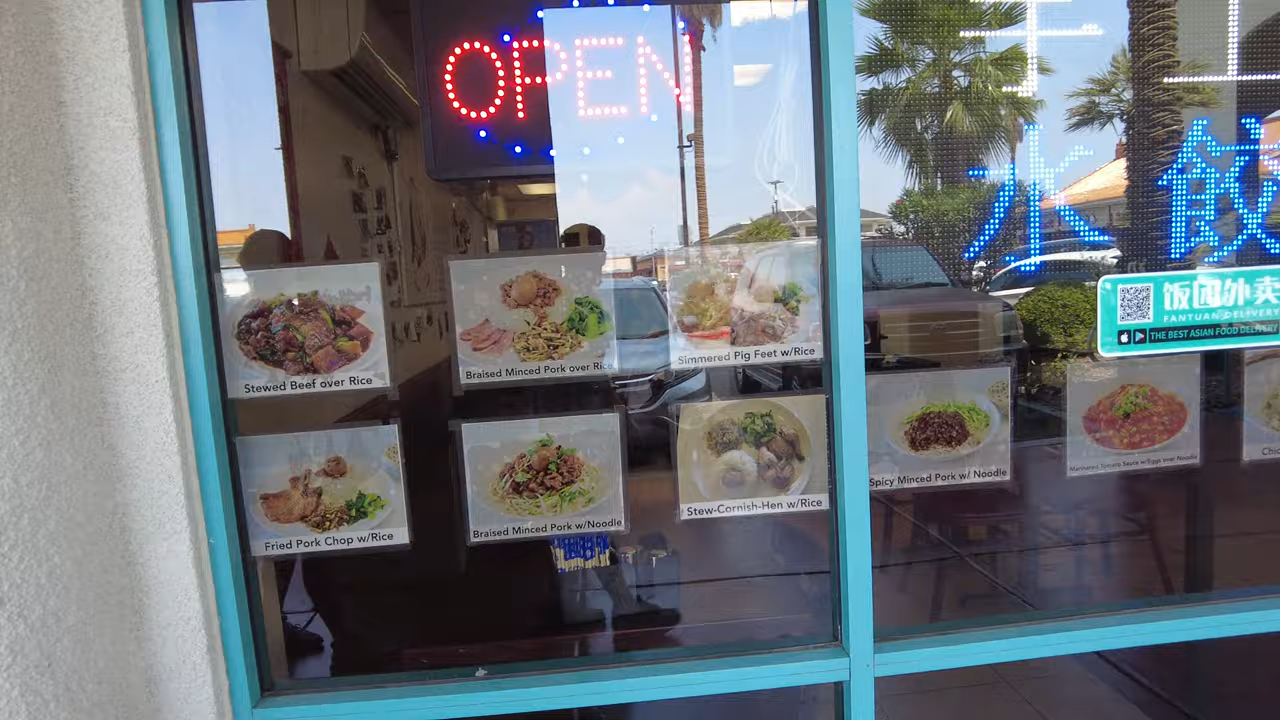 OPEN
水餃
饭团外卖
FANTUAN DELIVERY
THE BEST ASIAN FOOD DELIVERY
Stewed Beef over Rice
Braised Minced Pork over Rice
Simmered Pig Feet w/Rice
Fried Pork Chop w/Rice
Braised Minced Pork w/Noodle
Stew-Cornish-Hen w/Rice
Spicy Minced Pork w/ Noodle
Marinated Tomato Sauce w/Eggs over Noodle